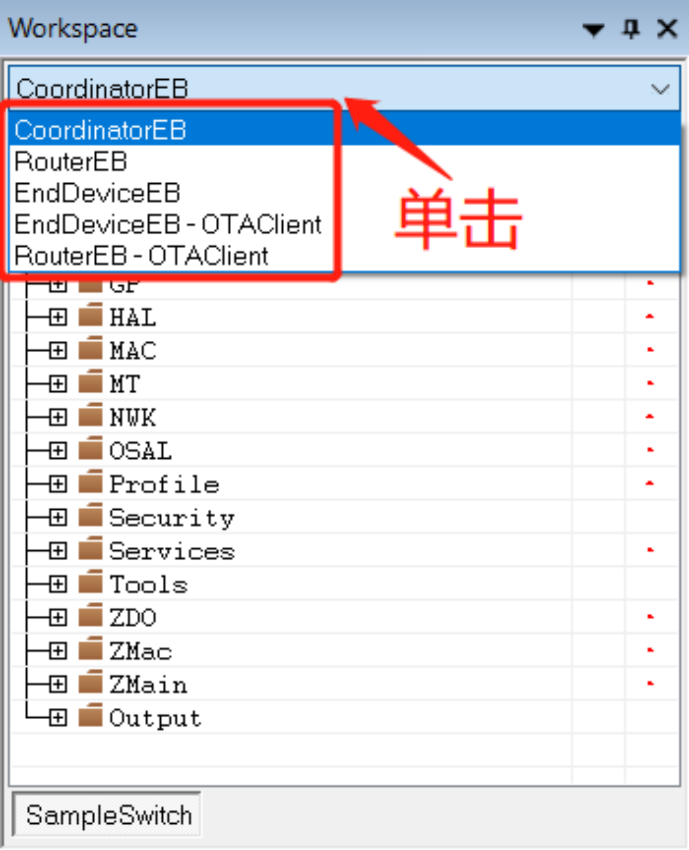 Workspace
CoordinatorEB
CoordinatorEB
RouterEB
EndDeviceEB
EndDeviceEB - OTAClient
RouterEB - OTAClient
单击
GP
HAL
MAC
MT
NWK
OSAL
Profile
Security
Services
Tools
ZDO
ZMac
ZMain
Output
SampleSwitch